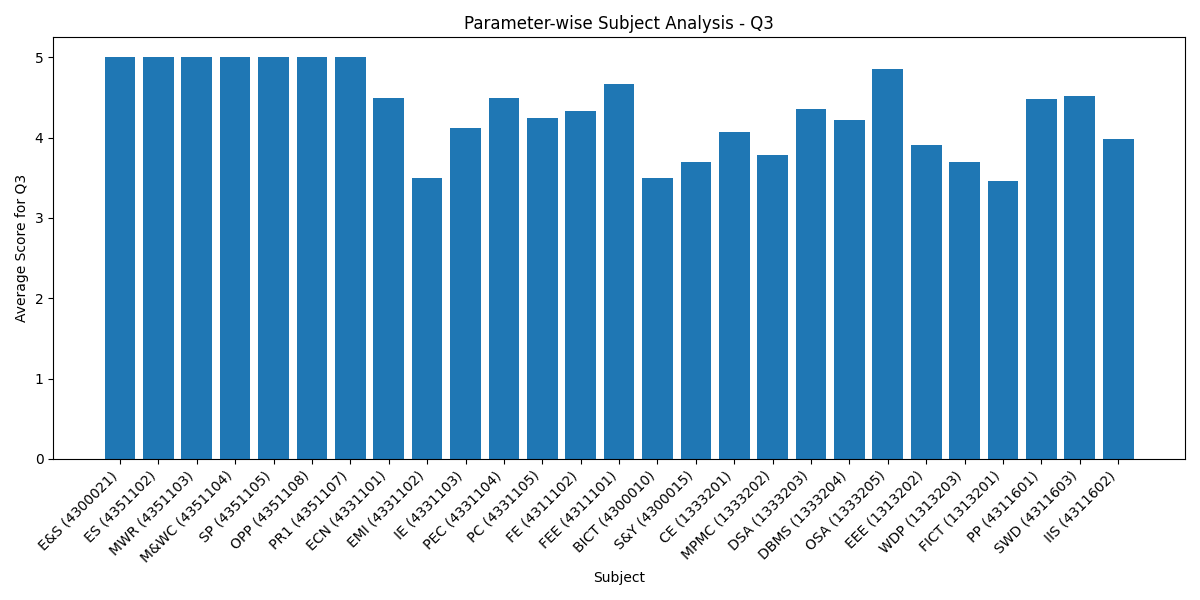 Parameter-wise Subject Analysis - Q3
Average Score for Q3
5
4
3
2
1
0
E&S (4300021)
ES (4351102)
MWR (4351103)
M&WC (4351104)
SP (4351105)
OPP (4351108)
PR1 (4351107)
ECN (4331101)
EMI (4331102)
IE (4331103)
PEC (4331104)
PC (4331105)
FE (4311102)
FEE (4311101)
BICT (4300010)
S&Y (4300015)
CE (1333201)
MPMC (1333202)
DSA (1333203)
DBMS (1333204)
OSA (1333205)
EEE (1313202)
WDP (1313203)
FICT (1313201)
PP (4311601)
SWD (4311603)
IIS (4311602)
Subject